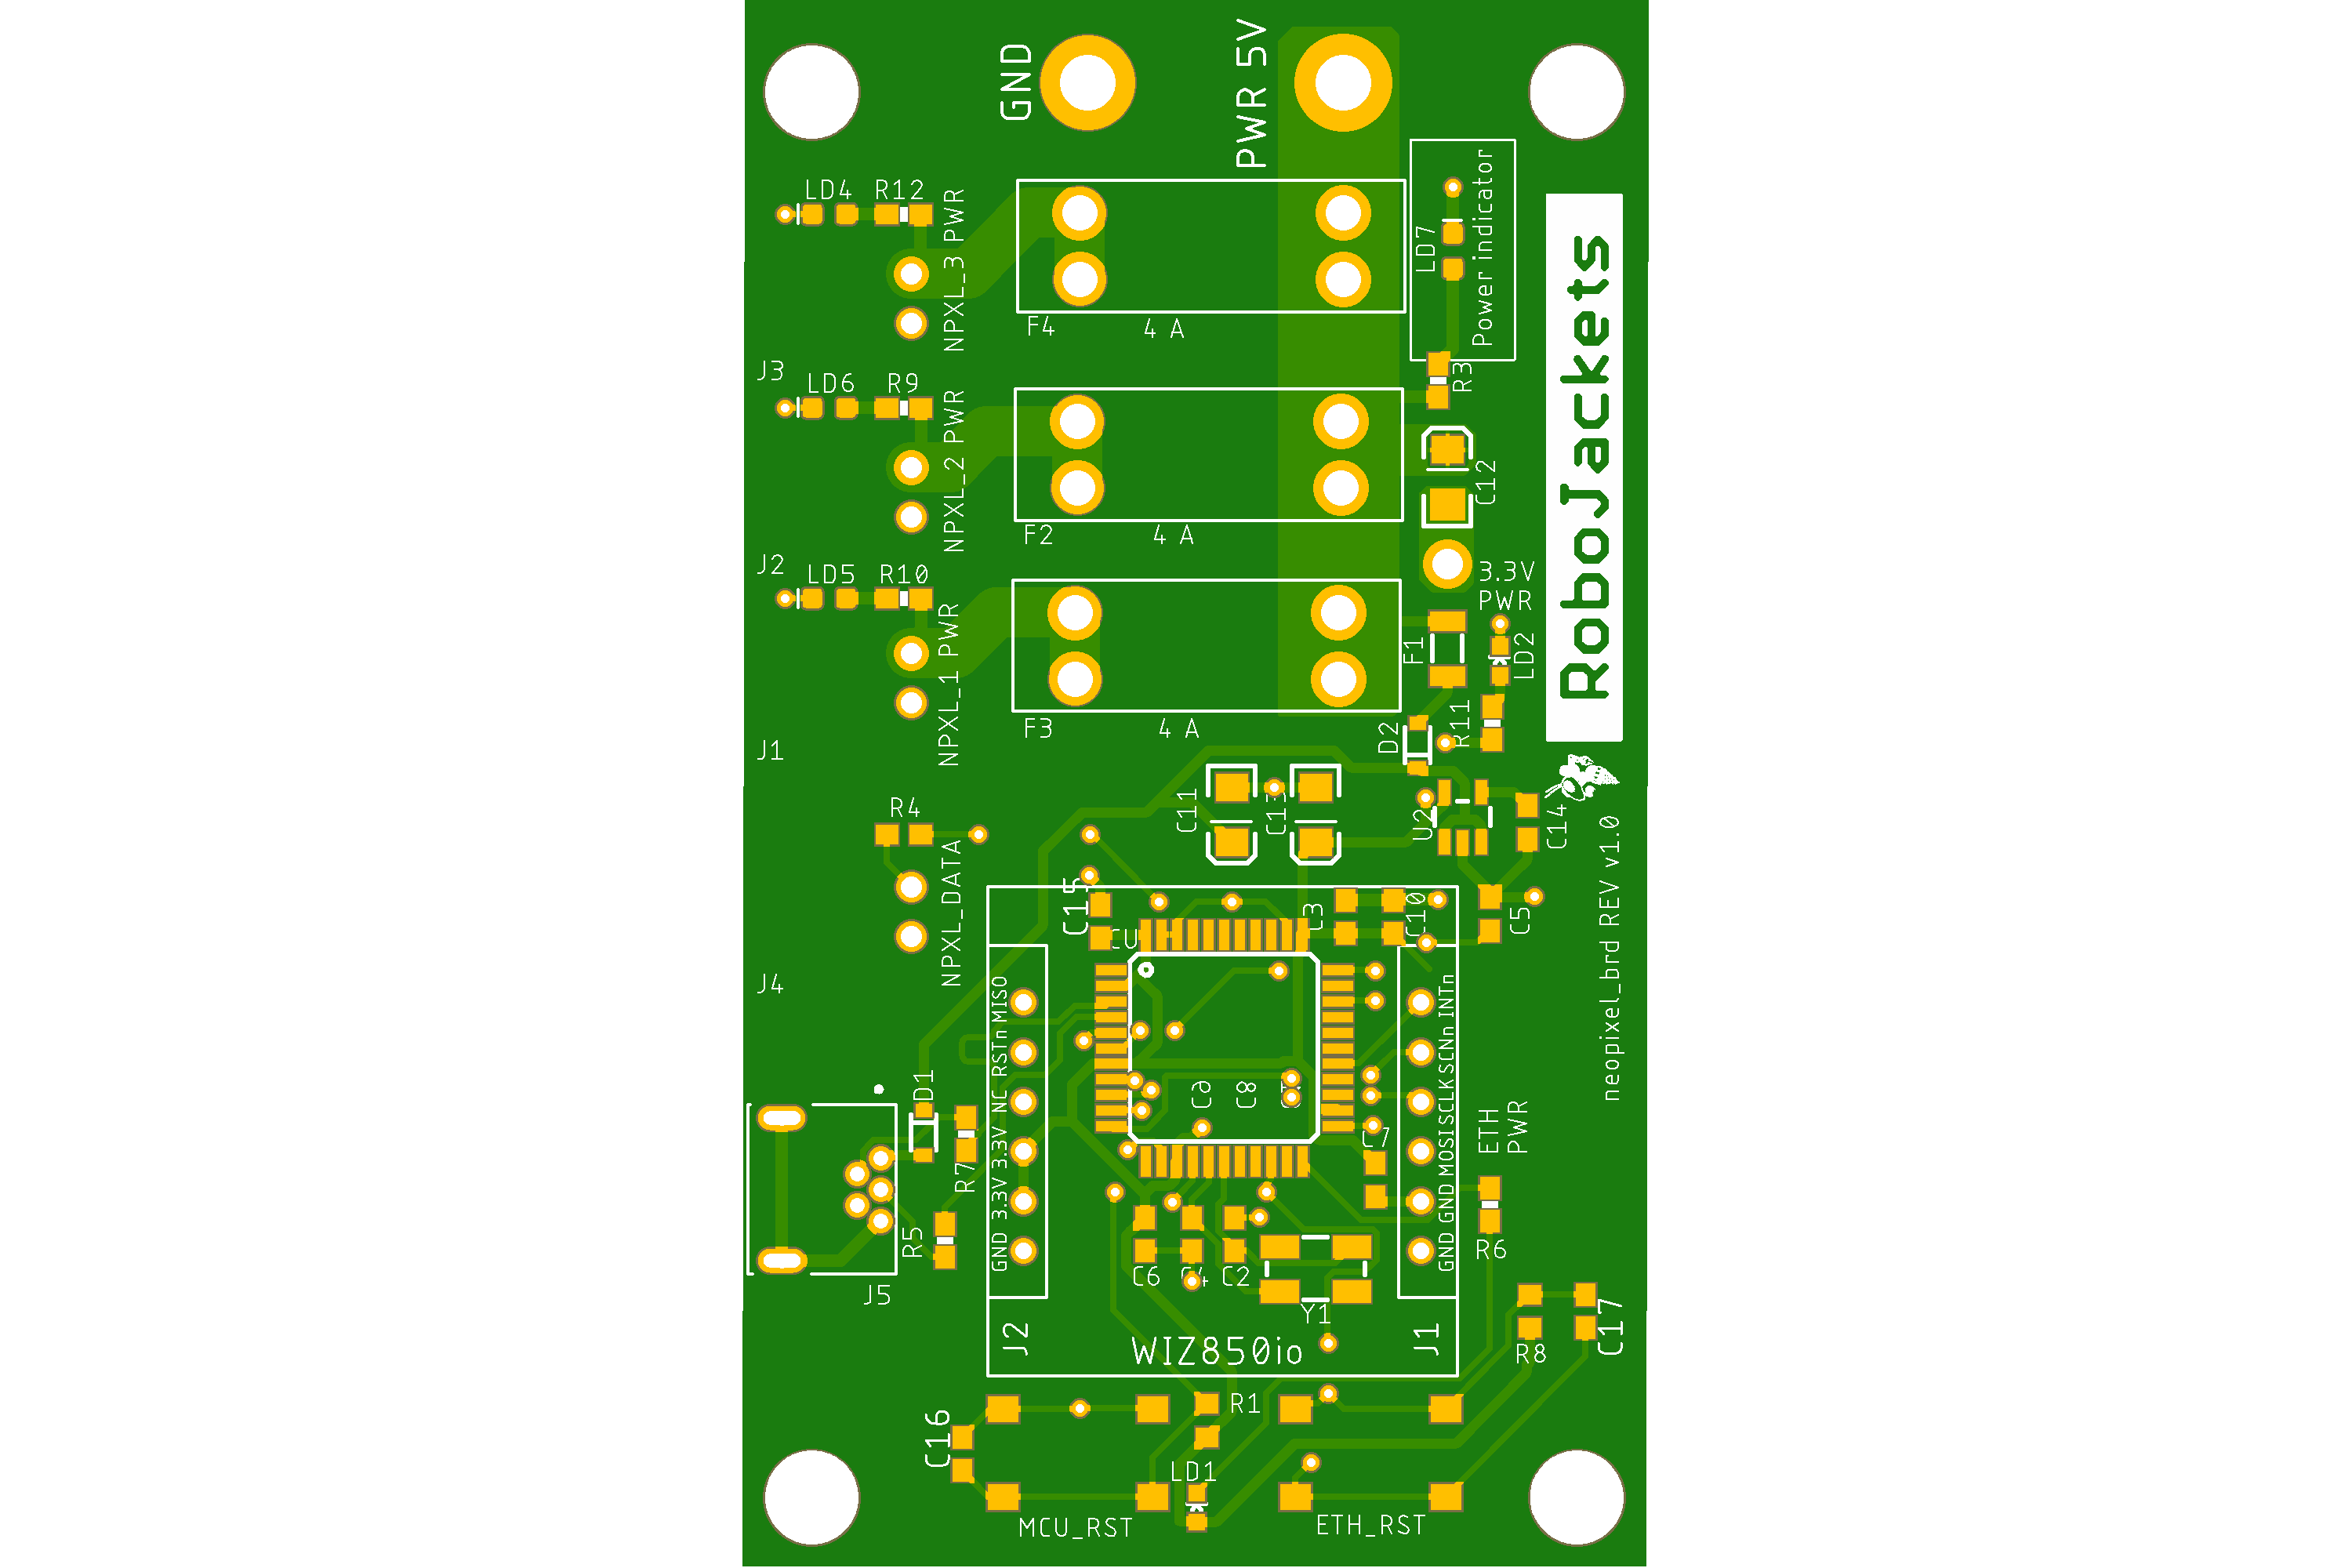 GND
PWR 5V
LD4
R12
NPXL_3 PWR
J3
F4
4 A
LD7
Power indicator
R3
RoboJackets
LD6
R9
NPXL_2 PWR
J2
F2
4 A
C12
3.3V
PWR
LD5
R10
NPXL_1 PWR
J1
F3
4 A
F1
LD2
D2
R11
R4
NPXL_DATA
J4
C11
U2
C14
neopixel_brd REV v1.0
C15
C3
C10
C5
MISO
RSTn
NC
3.3V
3.3V
GND
INTn
SCNn
SCLK
MOSI
GND
GND
C9
C8
C7
D1
R7
R5
J5
ETH
PWR
R6
C6
C4
C2
Y1
J2
WIZ850io
J1
R8
C17
C16
R1
LD1
MCU_RST
ETH_RST